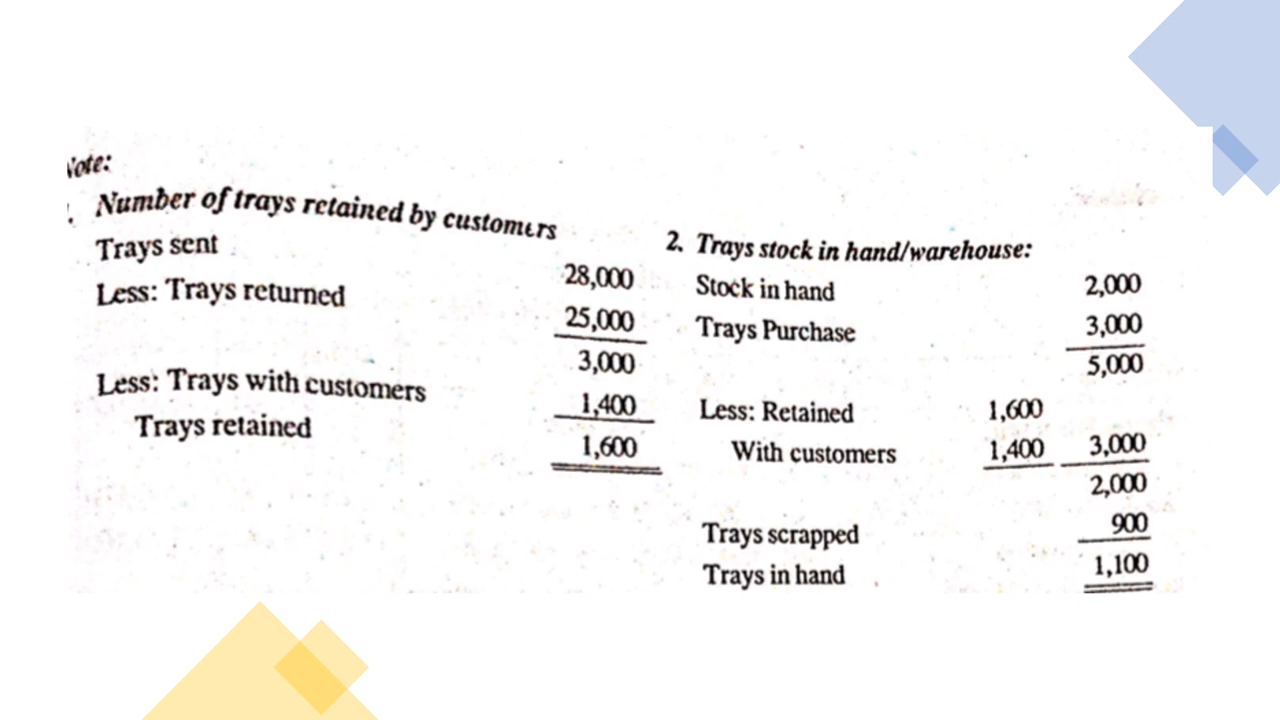 Note:
. Number of trays retained by customers
Trays sent 28,000
Less: Trays returned 25,000
3,000
Less: Trays with customers 1,400
Trays retained 1,600
2. Trays stock in hand/warehouse:
Stock in hand 2,000
Trays Purchase 3,000
5,000
Less: Retained 1,600
With customers 1,400 3,000
2,000
Trays scrapped 900
Trays in hand 1,100